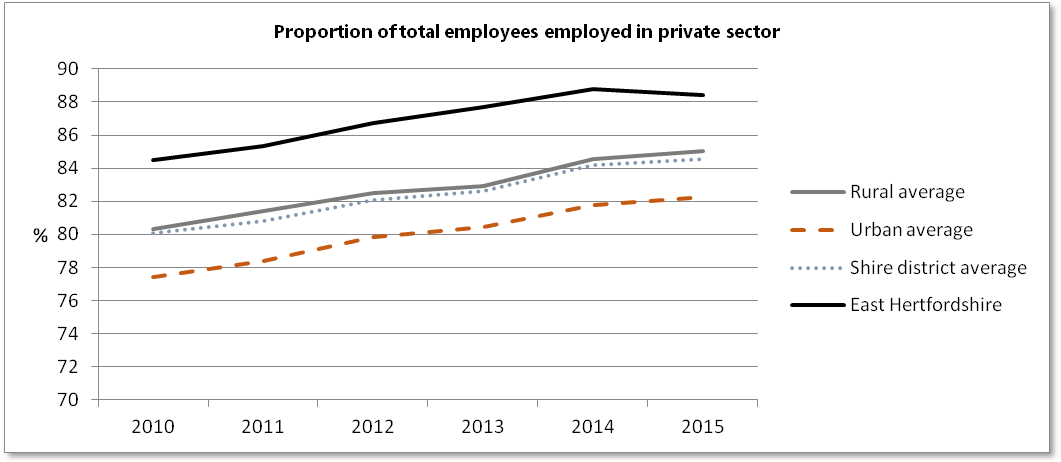 Proportion of total employees employed in private sector
90
88
86
84
82
80
78
76
74
72
70
%
2010 2011 2012 2013 2014 2015
Rural average
Urban average
Shire district average
East Hertfordshire